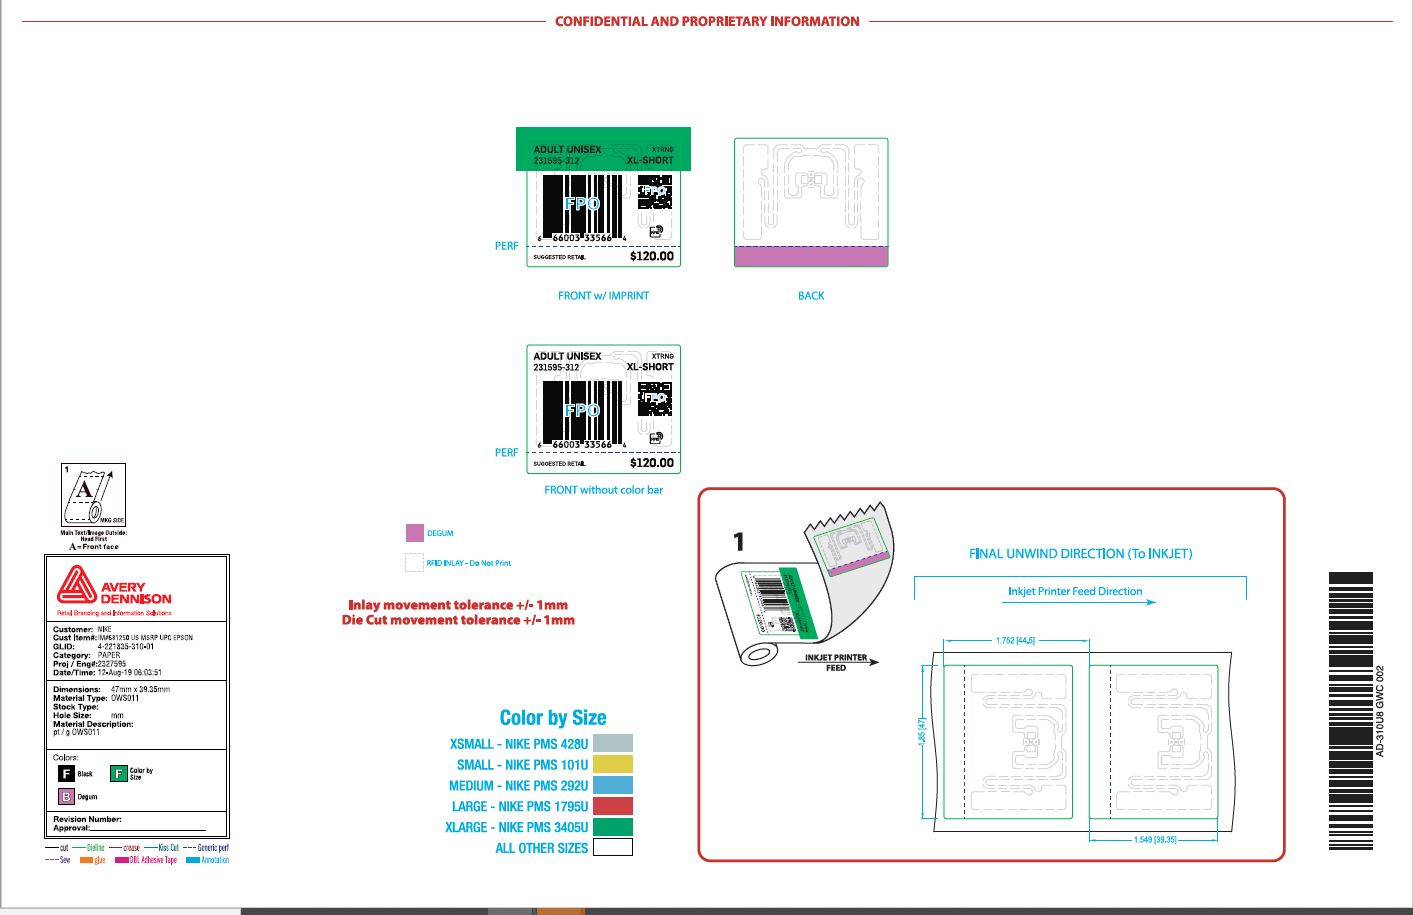 CONFIDENTIAL AND PROPRIETARY INFORMATION
ADULT UNISEX
XTRNG
231595-312
XL-SHORT
FPO
FPO
6 66003 33566 4
PERF
SUGGESTED RETAIL
$120.00
FRONT w/ IMPRINT
BACK
ADULT UNISEX
XTRNG
231595-312
XL-SHORT
FPO
FPO
6 66003 33566 4
PERF
SUGGESTED RETAIL
$120.00
FRONT without color bar
1
A
MKG SIDE
Main Text/Image Outside:
Head First
A=Front face
DEGUM
RFID INLAY - Do Not Print
Inlay movement tolerance +/- 1mm
Die Cut movement tolerance +/- 1mm
AVERY
DENNISON
Retail Branding and Information Solutions
Customer: NIKE
Cust Item#: IM#681250 US MSRP UPC EPSON
GLID: 4-221835-310-01
Category: PAPER
Proj / Eng#:2327595
Date/Time: 12-Aug-19 06:03:51
Dimensions: 47mm x 39.35mm
Material Type: OWS011
Stock Type:
Hole Size: mm
Material Description:
pt / g OWS011
Colors:
F Black
F Color by
Size
B Degum
Revision Number:
Approval:
cut Dieline crease Kiss Cut Generic perf
Sew glue DBL Adhesive Tape Annotation
Color by Size
XSMALL - NIKE PMS 428U
SMALL - NIKE PMS 101U
MEDIUM - NIKE PMS 292U
LARGE - NIKE PMS 1795U
XLARGE - NIKE PMS 3405U
ALL OTHER SIZES
1
INKJET PRINTER
FEED
FINAL UNWIND DIRECTION (To INKJET)
Inkjet Printer Feed Direction
1.752 [44.5]
1.85 [47]
1.549 [39.35]
AD-310U8 GWC 002